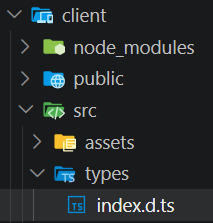 client
node_modules
public
src
assets
types
TS
index.d.ts